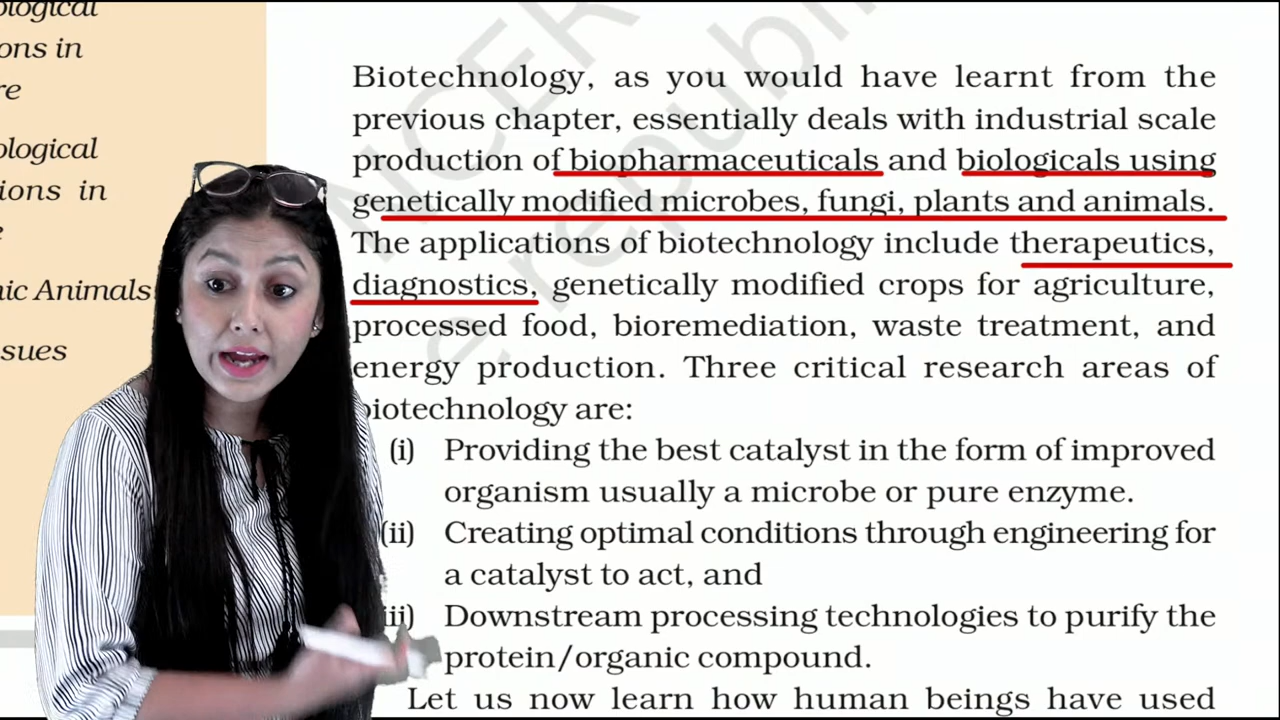 ological
ons in
re
ological
ions in
e
nic Animals
ssues
NCER
e republi
Biotechnology, as you would have learnt from the
previous chapter, essentially deals with industrial scale
production of biopharmaceuticals and biologicals using
genetically modified microbes, fungi, plants and animals.
The applications of biotechnology include therapeutics,
diagnostics, genetically modified crops for agriculture,
processed food, bioremediation, waste treatment, and
energy production. Three critical research areas of
biotechnology are:
(i) Providing the best catalyst in the form of improved
organism usually a microbe or pure enzyme.
(ii) Creating optimal conditions through engineering for
a catalyst to act, and
iii) Downstream processing technologies to purify the
protein/organic compound.
Let us now learn how human beings have used